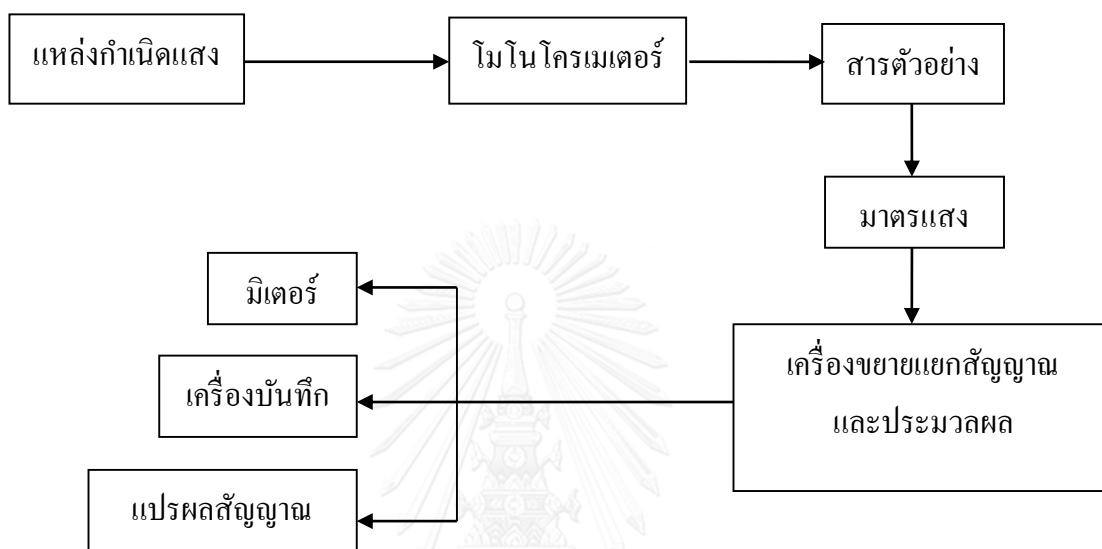 แหล่งกำเนิดแสง
โมโนโครเมเตอร์
สารตัวอย่าง
มาตรแสง
มิเตอร์
เครื่องขยายแยกสัญญาณ
และประมวลผล
เครื่องบันทึก
แปรผลสัญญาณ